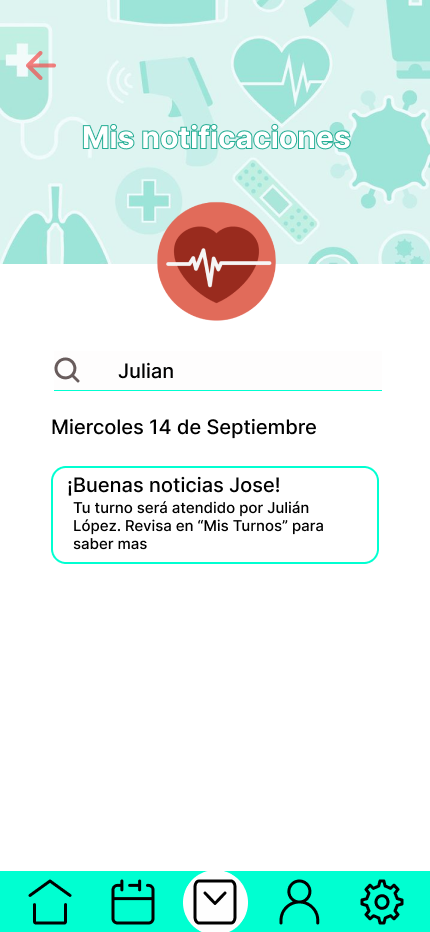 Mis notificaciones
Julian
Miercoles 14 de Septiembre
¡Buenas noticias Jose!
Tu turno será atendido por Julián
López. Revisa en “Mis Turnos” para
saber mas